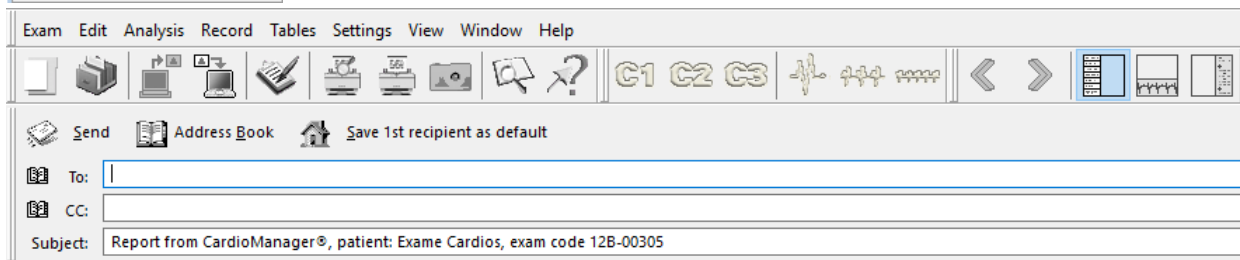 Exam Edit Analysis Record Tables Settings View Window Help
C1 C2 C3
Send Address Book Save 1st recipient as default
To:
CC:
Subject: Report from CardioManager®, patient: Exame Cardios, exam code 12B-00305